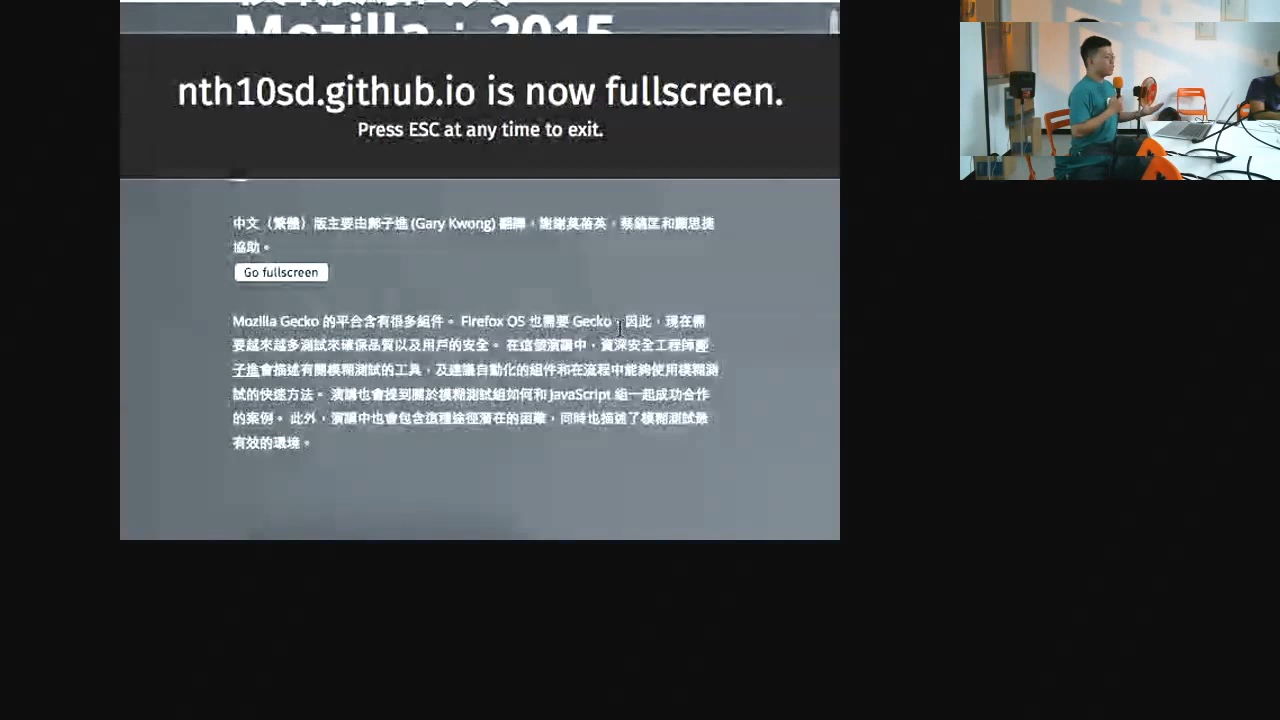 Mozilla：2015
nth10sd.github.io is now fullscreen.
Press ESC at any time to exit.
中文（繁體）版主要由鄺子進 (Gary Kwong) 翻譯，謝謝莫蓓英，蔡鎬匡和顧思捷
協助。
Go fullscreen
Mozilla Gecko 的平台含有很多組件。 Firefox OS 也需要 Gecko。因此，現在需
要越來越多測試來確保品質以及用戶的安全。 在這個演講中，資深安全工程師鄺
子進會描述有關模糊測試的工具，及建議自動化的組件和在流程中能夠使用模糊測
試的快速方法。 演講也會提到關於模糊測試組如何和 JavaScript 組一起成功合作
的案例。 此外，演講中也會包含這種途徑潛在的困難，同時也描述了模糊測試最
有效的環境。